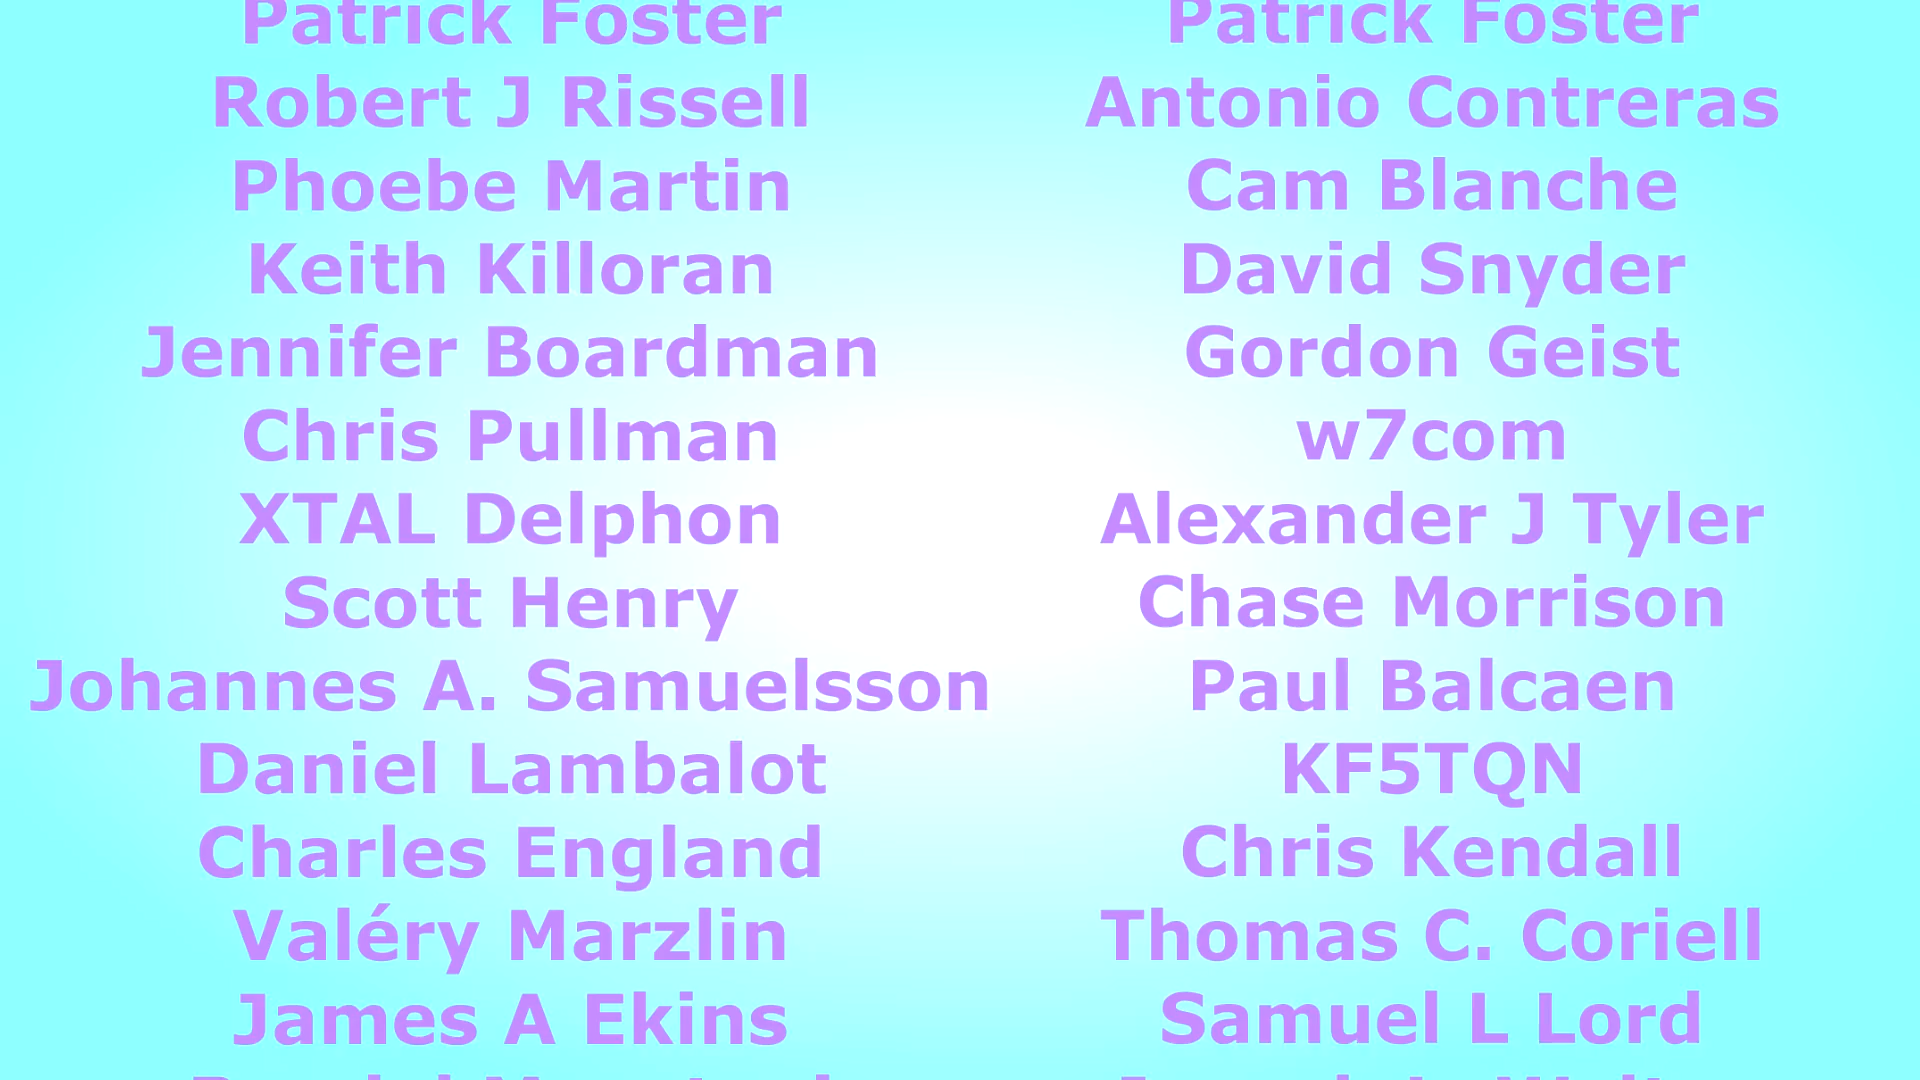 Patrick Foster
Robert J Rissell
Phoebe Martin
Keith Killoran
Jennifer Boardman
Chris Pullman
XTAL Delphon
Scott Henry
Johannes A. Samuelsson
Daniel Lambalot
Charles England
Valéry Marzlin
James A Ekins
Patrick Foster
Antonio Contreras
Cam Blanche
David Snyder
Gordon Geist
w7com
Alexander J Tyler
Chase Morrison
Paul Balcaen
KF5TQN
Chris Kendall
Thomas C. Coriell
Samuel L Lord